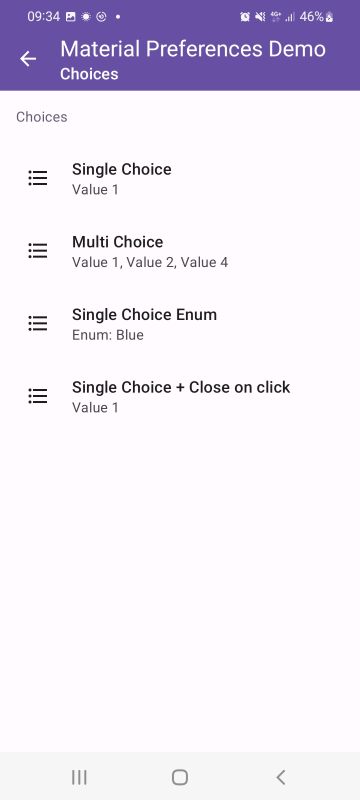 09:34
46%
Material Preferences Demo
Choices
Choices
Single Choice
Value 1
Multi Choice
Value 1, Value 2, Value 4
Single Choice Enum
Enum: Blue
Single Choice + Close on click
Value 1